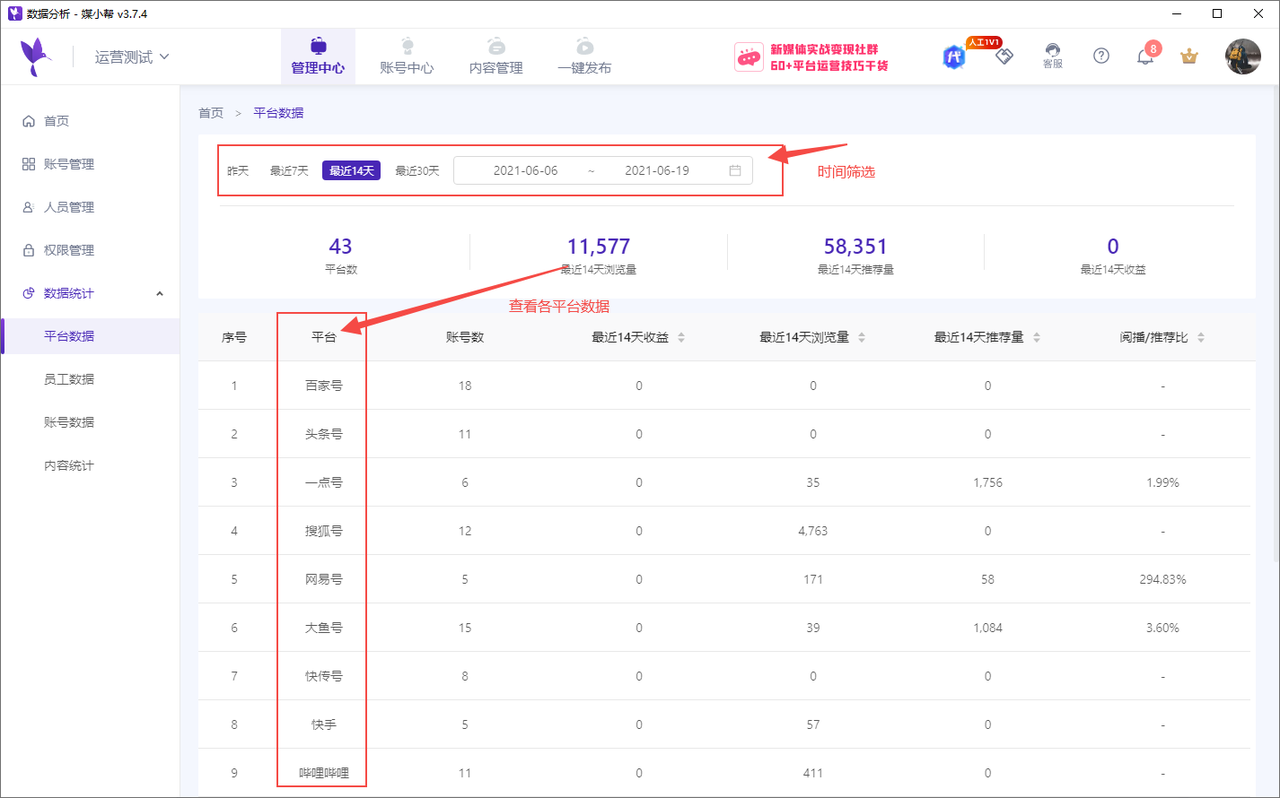 数据分析 - 媒小帮 v3.7.4
运营测试
管理中心
账号中心
内容管理
一键发布
新媒体实战变现社群
60+平台运营技巧干货
人工1V1
客服
8
首页
账号管理
人员管理
权限管理
数据统计
平台数据
员工数据
账号数据
内容统计
首页 > 平台数据
昨天 最近7天 最近14天 最近30天 2021-06-06 ~ 2021-06-19
时间筛选
43 11,577 58,351 0
平台数 最近14天浏览量 最近14天推荐量 最近14天收益
查看各平台数据
序号 平台 账号数 最近14天收益 最近14天浏览量 最近14天推荐量 阅播/推荐比
1 百家号 18 0 0 0 -
2 头条号 11 0 0 0 -
3 一点号 6 0 35 1,756 1.99%
4 搜狐号 12 0 4,763 0 -
5 网易号 5 0 171 58 294.83%
6 大鱼号 15 0 39 1,084 3.60%
7 快传号 8 0 0 0 -
8 快手 5 0 57 0 -
9 哔哩哔哩 11 0 411 0 -